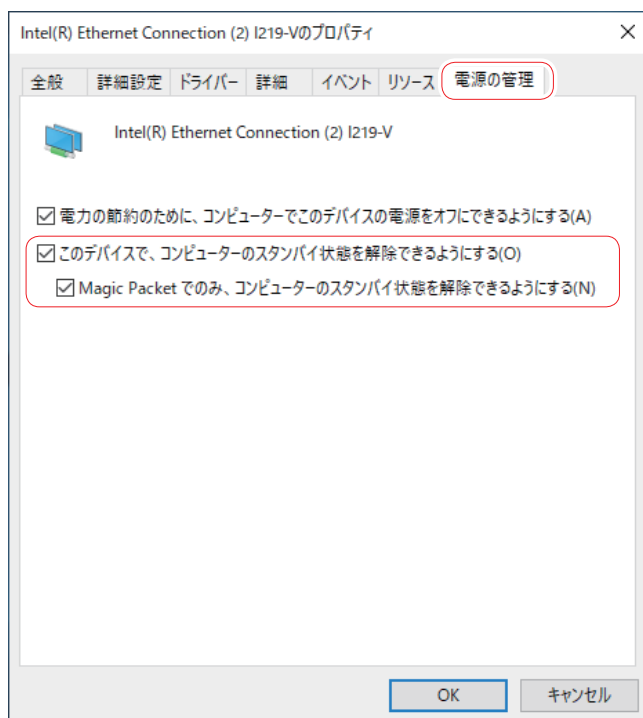 Intel(R) Ethernet Connection (2) I219-Vのプロパティ
全般 詳細設定 ドライバー 詳細 イベント リソース 電源の管理
Intel(R) Ethernet Connection (2) I219-V
電力の節約のために、コンピューターでこのデバイスの電源をオフにできるようにする(A)
このデバイスで、コンピューターのスタンバイ状態を解除できるようにする(O)
Magic Packet でのみ、コンピューターのスタンバイ状態を解除できるようにする(N)
OK キャンセル